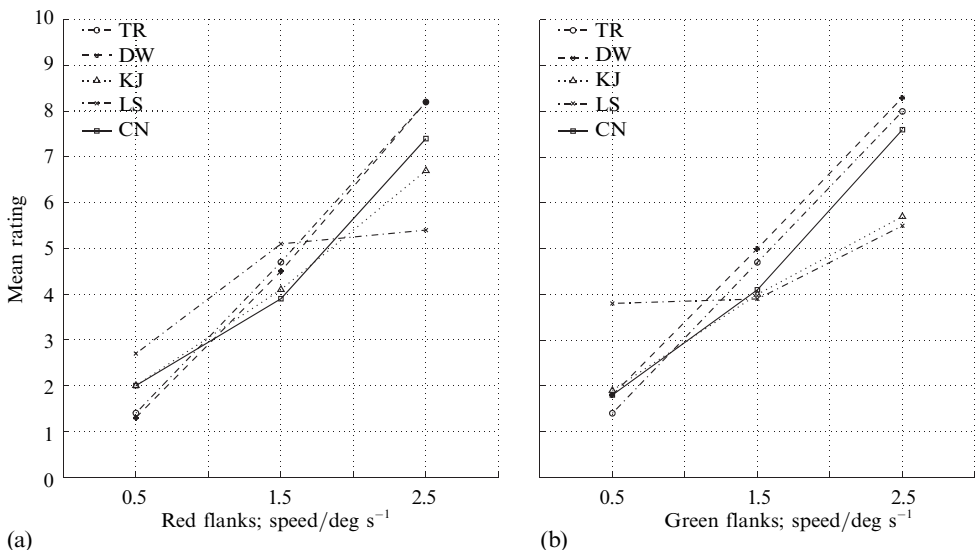 10
9
8
7
6
5
4
3
2
1
0
Mean rating
TR
DW
KJ
LS
CN
0.5 1.5 2.5
Red flanks; speed/deg s⁻¹
(a)
TR
DW
KJ
LS
CN
0.5 1.5 2.5
Green flanks; speed/deg s⁻¹
(b)